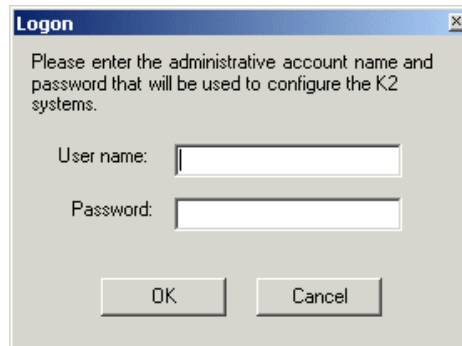 Logon
Please enter the administrative account name and
password that will be used to configure the K2
systems.
User name:
Password:
OK Cancel